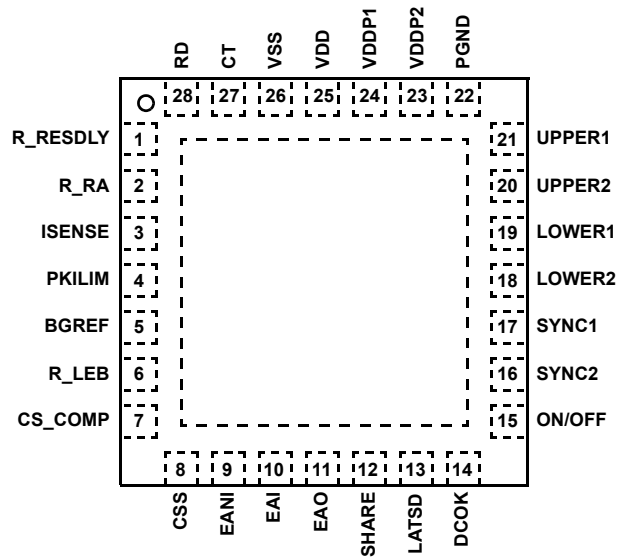 RD CT VSS VDD VDDP1 VDDP2 PGND
28 27 26 25 24 23 22
R_RESDLY 1 21 UPPER1
R_RA 2 20 UPPER2
ISENSE 3 19 LOWER1
PKILIM 4 18 LOWER2
BGREF 5 17 SYNC1
R_LEB 6 16 SYNC2
CS_COMP 7 15 ON/OFF
8 9 10 11 12 13 14
CSS EANI EAI EAO SHARE LATSD DCOK